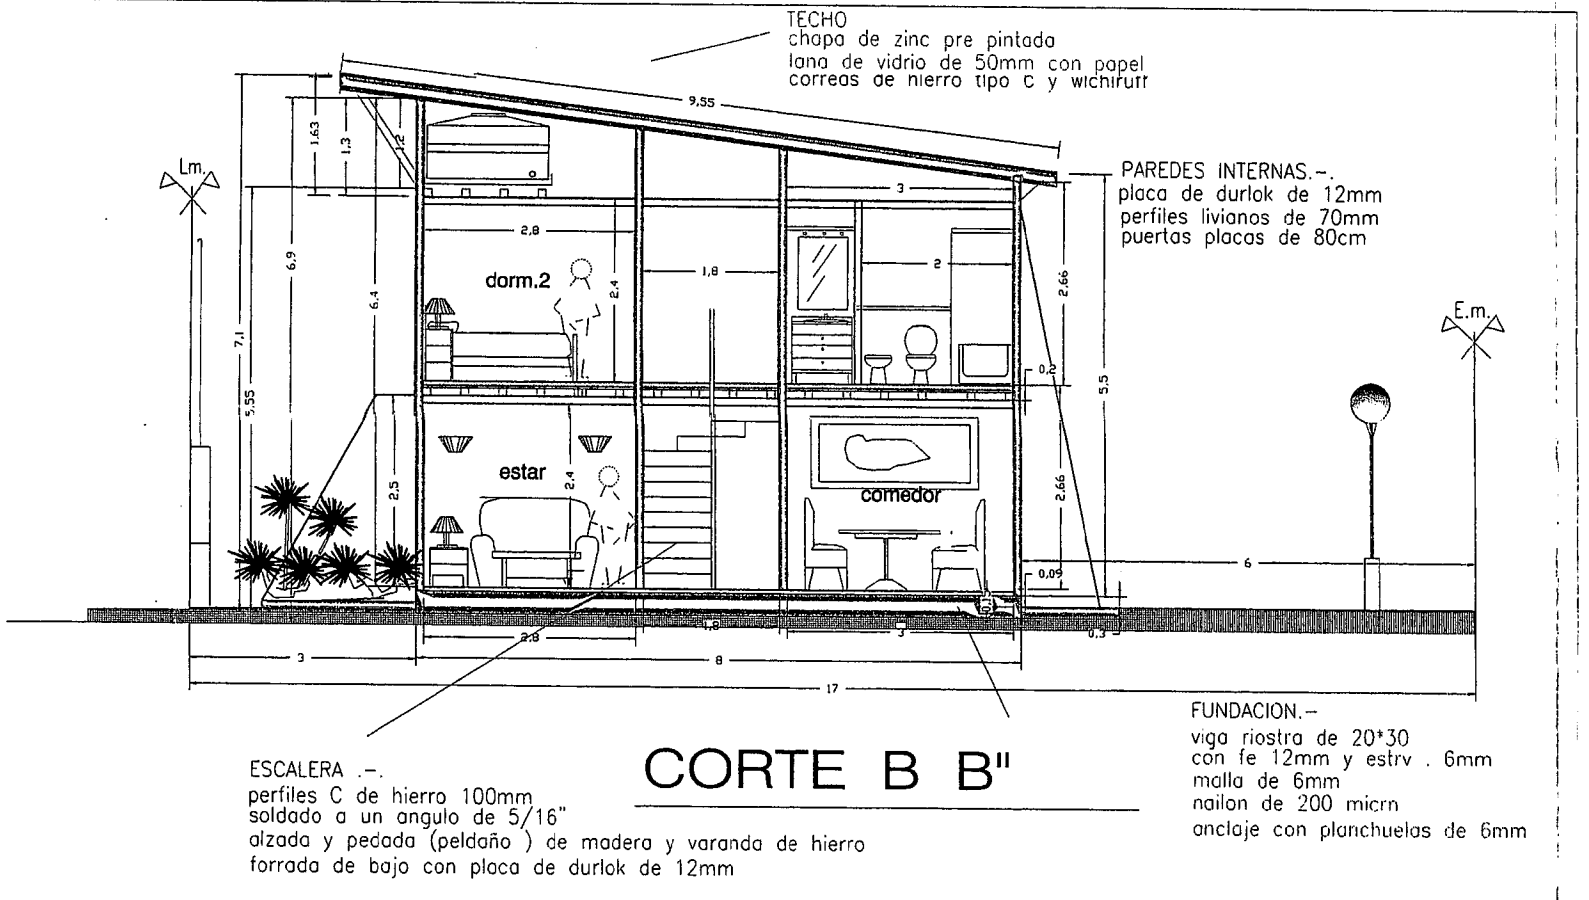 TECHO
chapa de zinc pre pintada
lana de vidrio de 50mm con papel
correas de hierro tipo C y wichirurr
9,55
1,63
1,3
1,2
Lm.
PAREDES INTERNAS.-.
placa de durlok de 12mm
perfiles livianos de 70mm
puertas placas de 80cm
3
2,8
dorm.2
6,9
6,4
2,4
1,8
2
2,66
E.m.
7,1
5,55
0,2
5,5
estar
2,5
2,4
comedor
2,66
6
0,09
2,8
1,8
3
0,3
3
8
17
FUNDACION.-
viga riostra de 20*30
con fe 12mm y estrv . 6mm
malla de 6mm
nailon de 200 micrn
anclaje con planchuelas de 6mm
CORTE B B"
ESCALERA .-.
perfiles C de hierro 100mm
soldado a un angulo de 5/16"
alzada y pedada (peldaño ) de madera y varanda de hierro
forrada de bajo con placa de durlok de 12mm